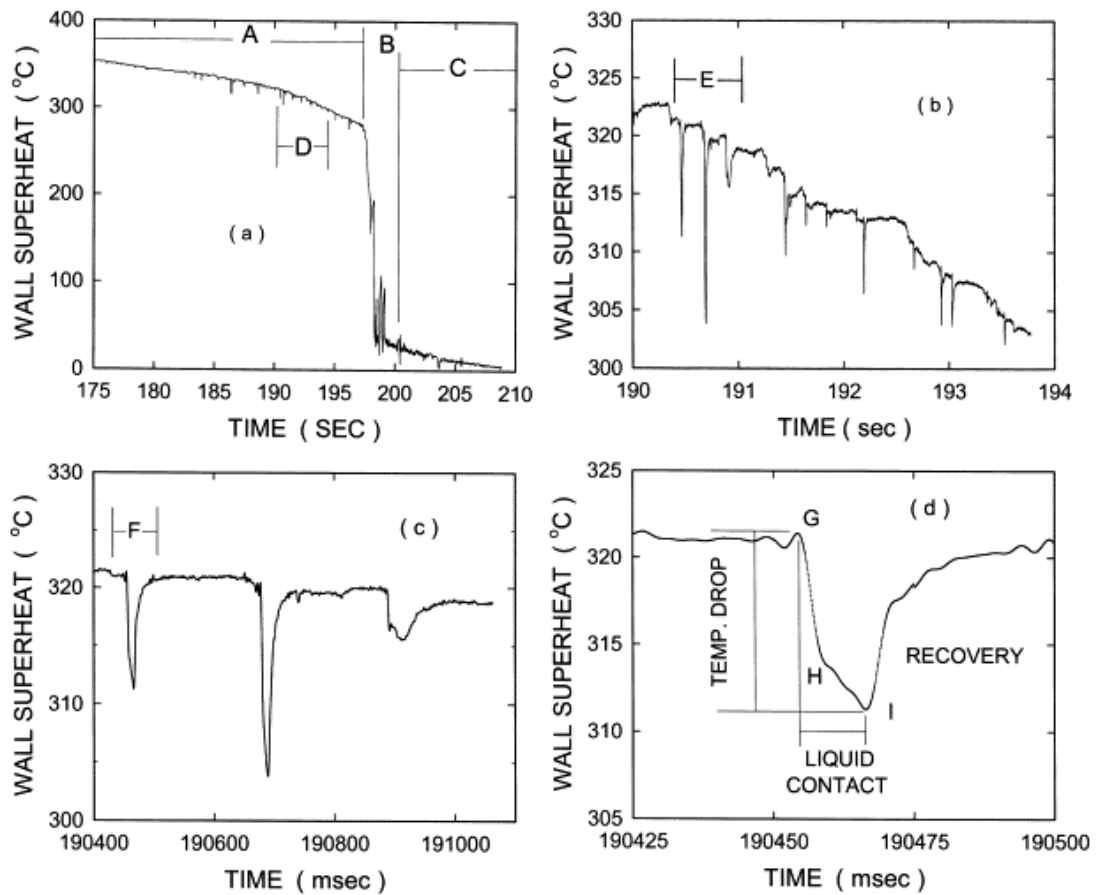 WALL SUPERHEAT ( °C )
400
300
200
100
0
A
B
C
D
( a )
175 180 185 190 195 200 205 210
TIME ( SEC )
WALL SUPERHEAT ( °C )
330
325
320
315
310
305
300
E
( b )
190 191 192 193 194
TIME ( sec )
WALL SUPERHEAT ( °C )
330
320
310
300
F
( c )
190400 190600 190800 191000
TIME ( msec )
WALL SUPERHEAT ( °C )
325
320
315
310
305
G
( d )
TEMP. DROP
H
RECOVERY
I
LIQUID
CONTACT
190425 190450 190475 190500
TIME ( msec )